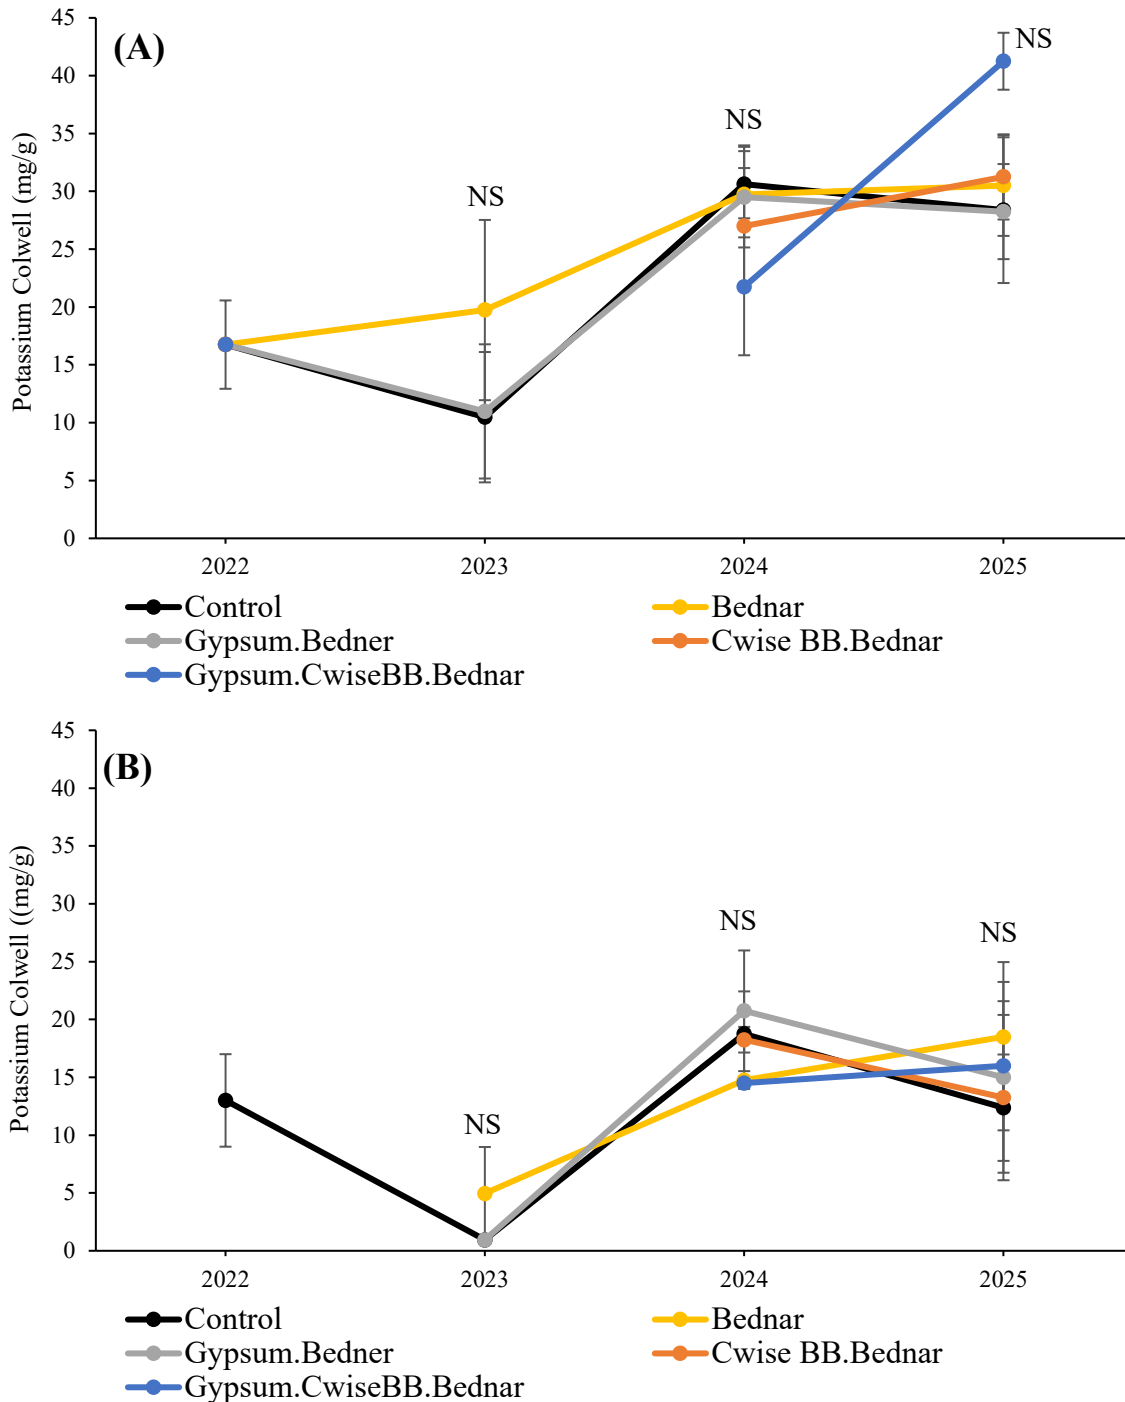 45
(A)
NS
40
35
NS
30
NS
25
20
15
10
5
0
Potassium Colwell (mg/g)
2022 2023 2024 2025
Control Bednar
Gypsum.Bedner Cwise BB.Bednar
Gypsum.CwiseBB.Bednar
45
(B)
40
35
30
NS NS
25
20
15
NS
10
5
0
Potassium Colwell ((mg/g)
2022 2023 2024 2025
Control Bednar
Gypsum.Bedner Cwise BB.Bednar
Gypsum.CwiseBB.Bednar